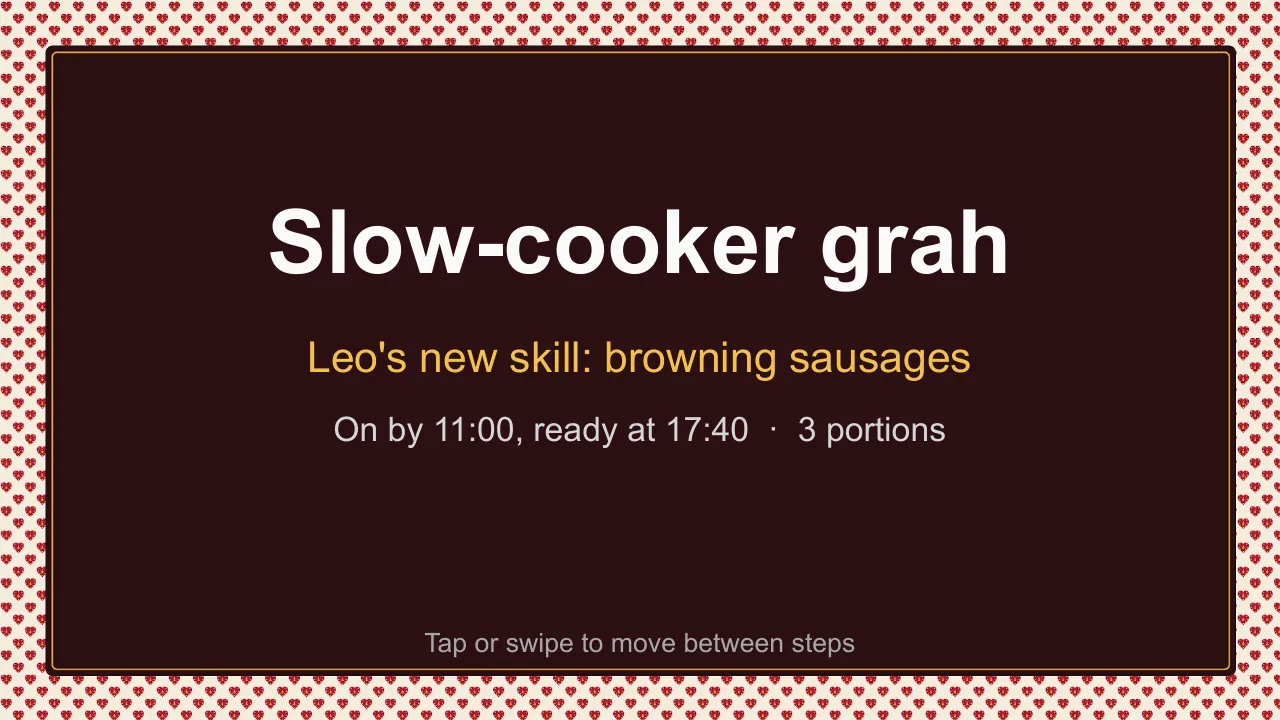 Slow-cooker grah
Leo's new skill: browning sausages
On by 11:00, ready at 17:40 · 3 portions
Tap or swipe to move between steps